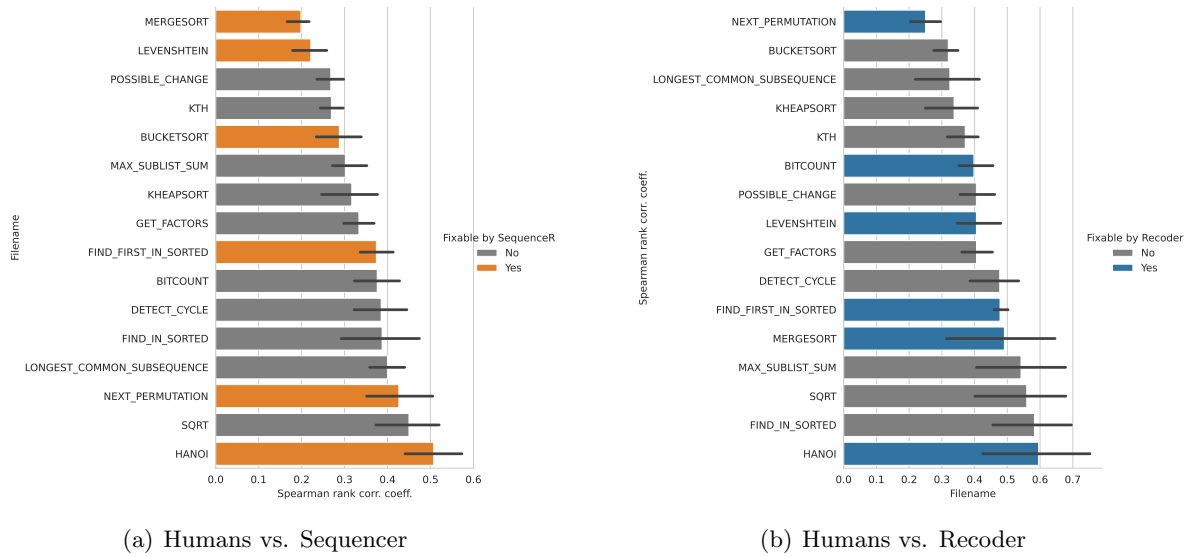 MERGESORT
LEVENSHTEIN
POSSIBLE_CHANGE
KTH
BUCKETSORT
MAX_SUBLIST_SUM
KHEAPSORT
GET_FACTORS
FIND_FIRST_IN_SORTED
BITCOUNT
DETECT_CYCLE
FIND_IN_SORTED
LONGEST_COMMON_SUBSEQUENCE
NEXT_PERMUTATION
SQRT
HANOI
Filename
0.0 0.1 0.2 0.3 0.4 0.5 0.6
Spearman rank corr. coeff.
Fixable by SequenceR
No
Yes
(a) Humans vs. Sequencer
NEXT_PERMUTATION
BUCKETSORT
LONGEST_COMMON_SUBSEQUENCE
KHEAPSORT
KTH
BITCOUNT
POSSIBLE_CHANGE
LEVENSHTEIN
GET_FACTORS
DETECT_CYCLE
FIND_FIRST_IN_SORTED
MERGESORT
MAX_SUBLIST_SUM
SQRT
FIND_IN_SORTED
HANOI
Spearman rank corr. coeff.
0.0 0.1 0.2 0.3 0.4 0.5 0.6 0.7
Filename
Fixable by Recoder
No
Yes
(b) Humans vs. Recoder